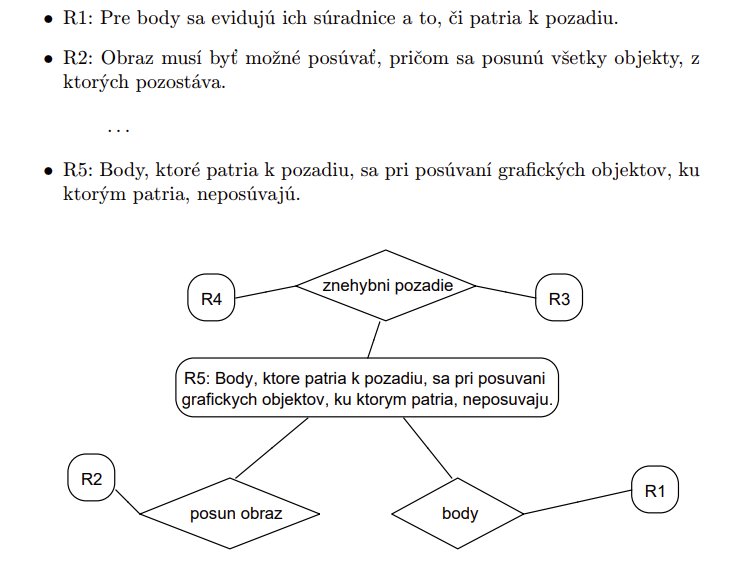 • R1: Pre body sa evidujú ich súradnice a to, či patria k pozadiu.
• R2: Obraz musí byť možné posúvať, pričom sa posunú všetky objekty, z
ktorých pozostáva.
. . .
• R5: Body, ktoré patria k pozadiu, sa pri posúvaní grafických objektov, ku
ktorým patria, neposúvajú.
znehybni pozadie
R4
R3
R5: Body, ktore patria k pozadiu, sa pri posuvani
grafickych objektov, ku ktorym patria, neposuvaju.
R2
R1
posun obraz
body